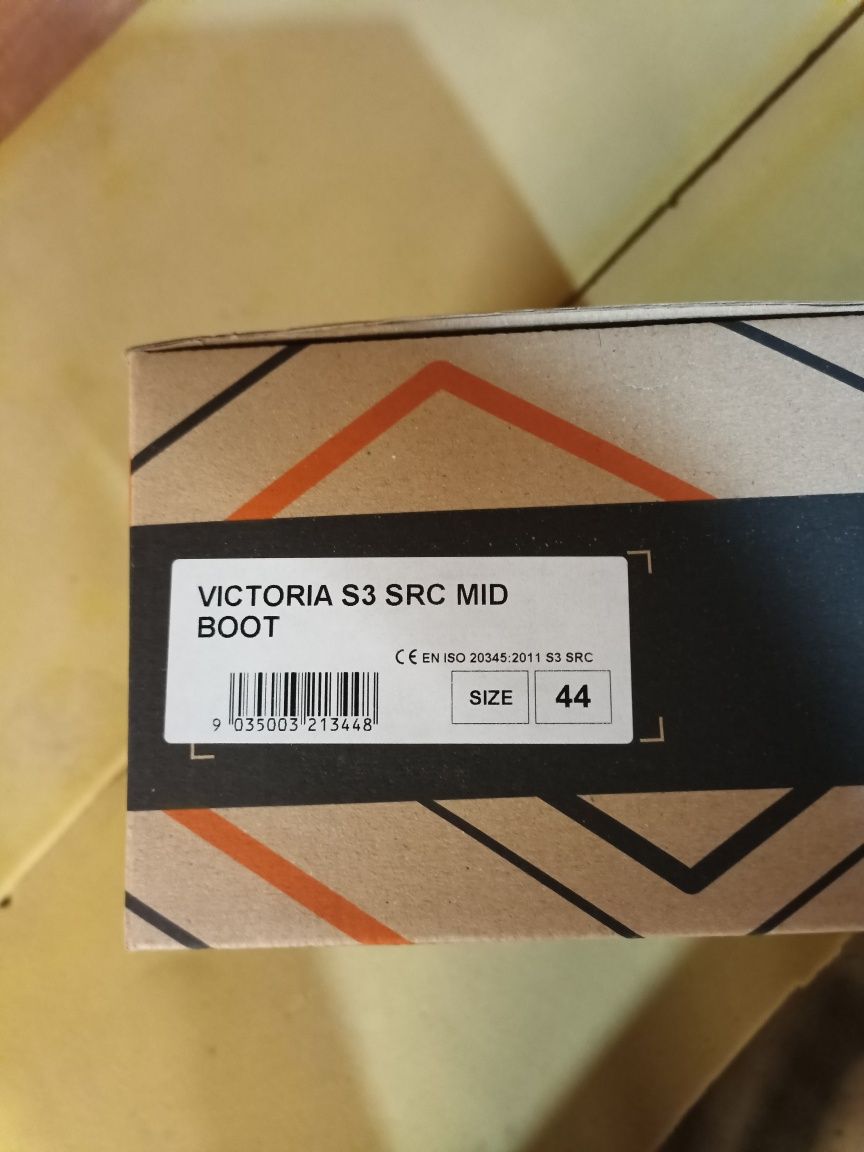 VICTORIA S3 SRC MID
BOOT
CE EN ISO 20345:2011 S3 SRC
9 035003 213448
SIZE 44